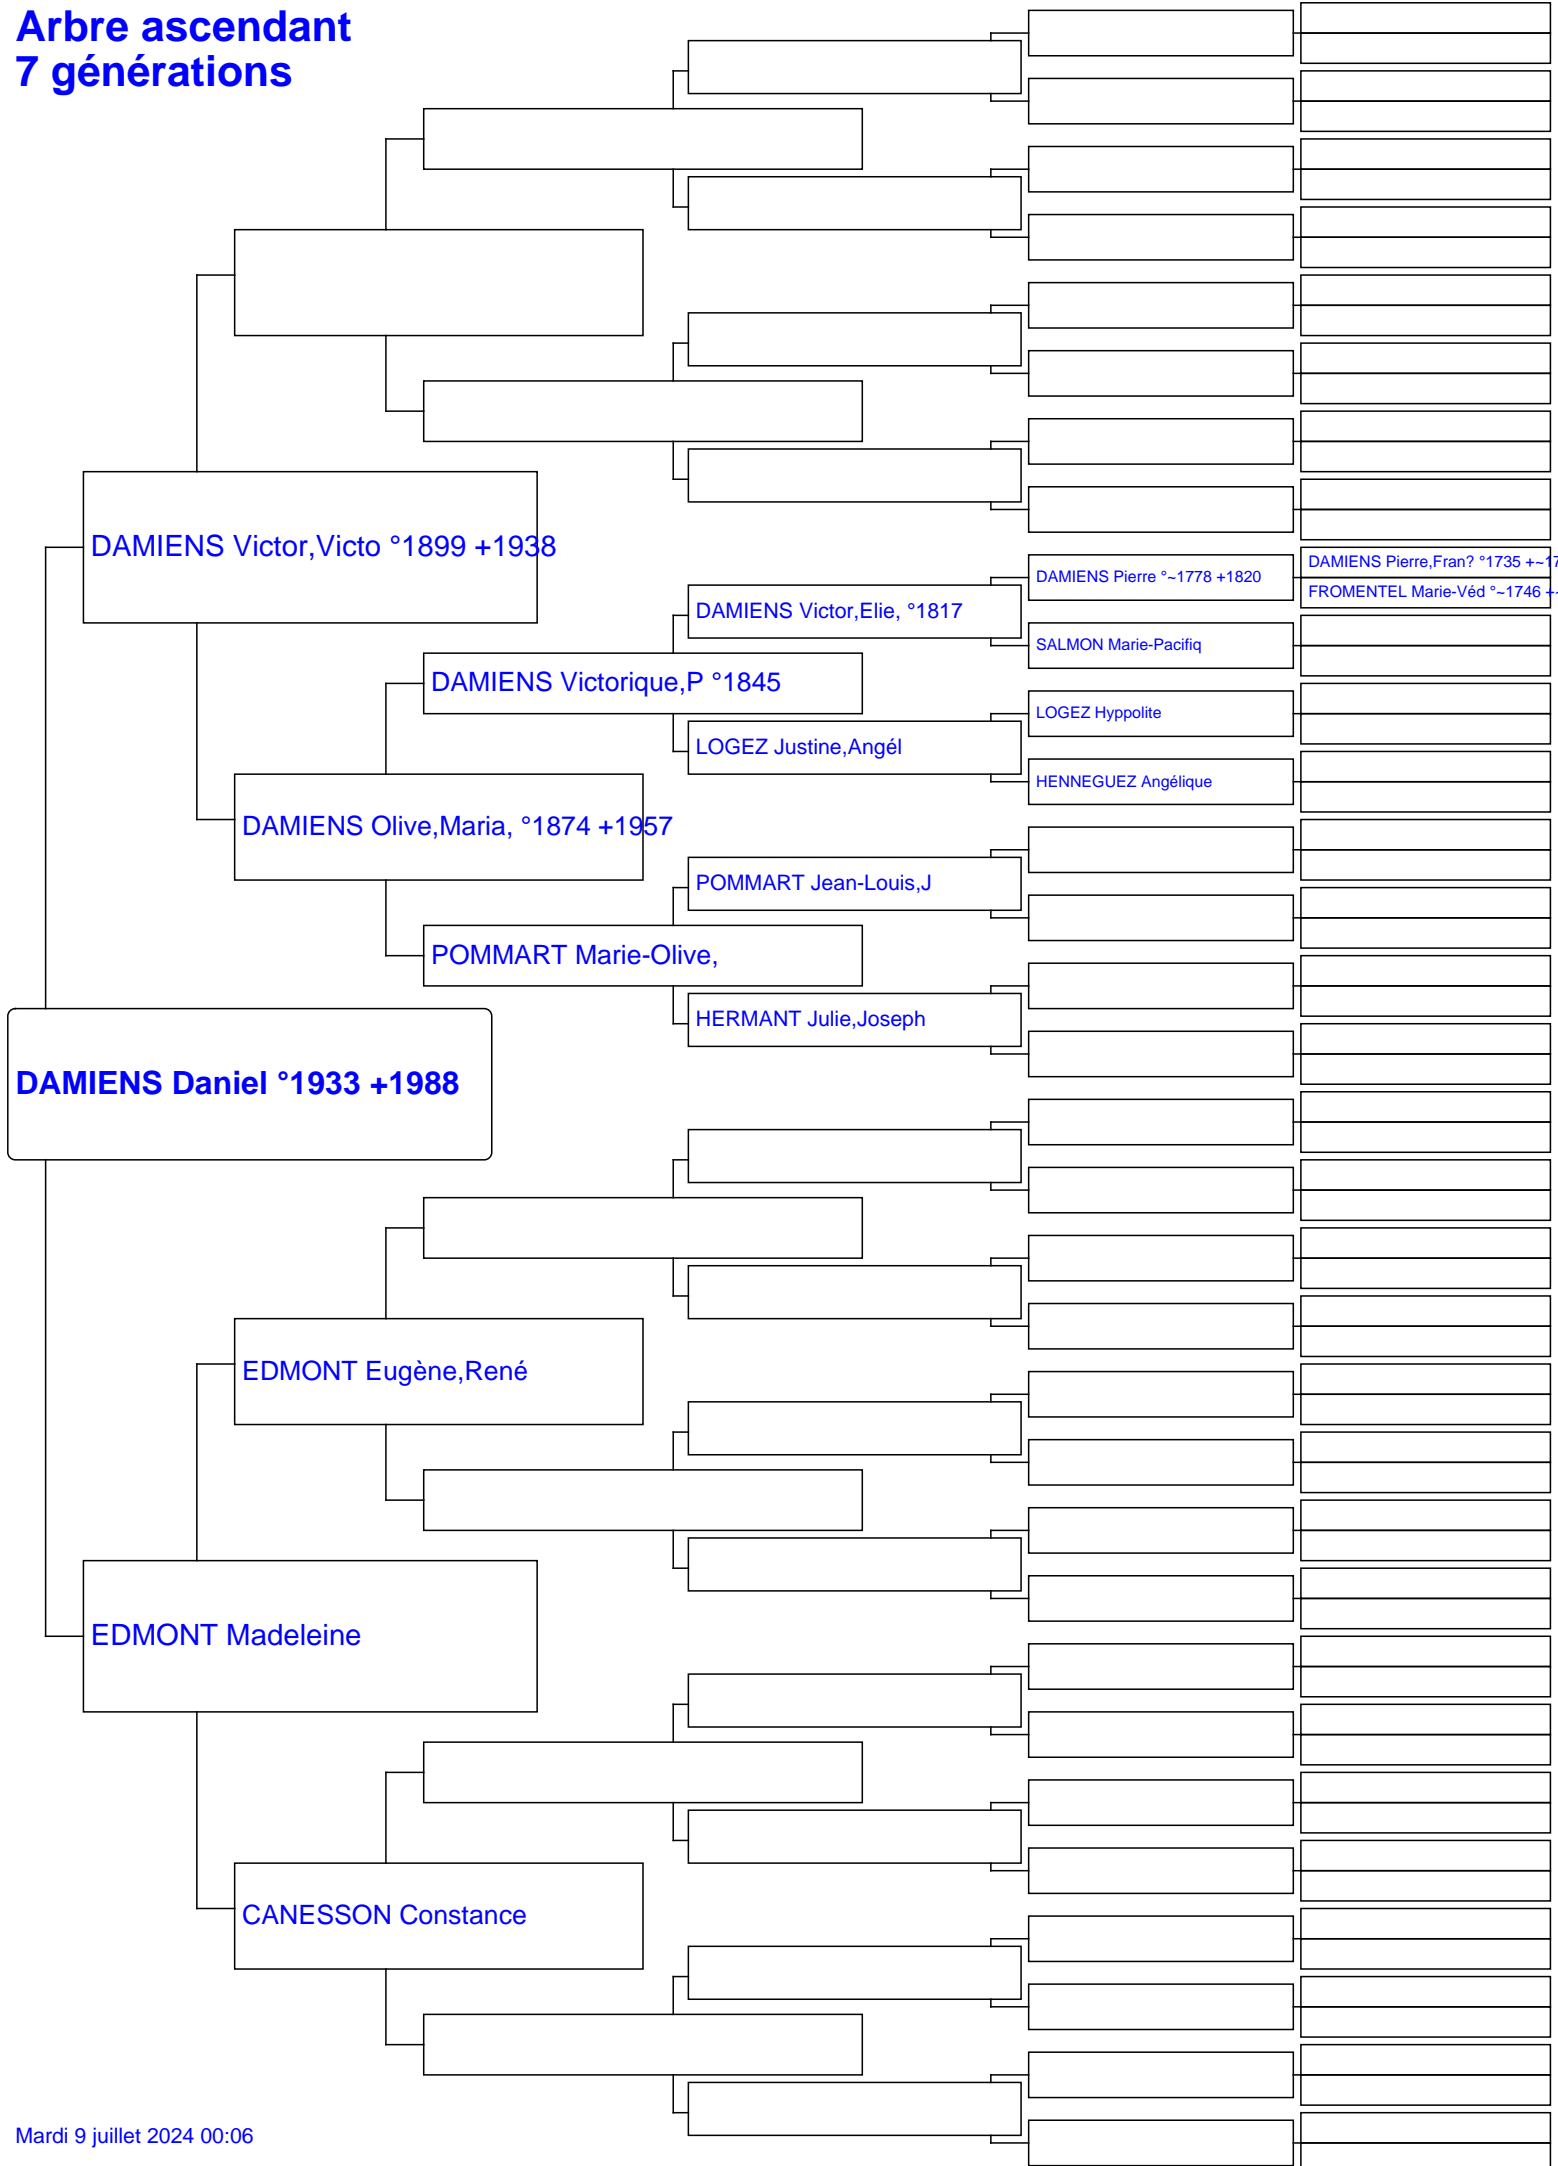 Arbre ascendant
7 générations
DAMIENS Victor,Victo °1899 +1938
DAMIENS Pierre,Fran? °1735 +~17
DAMIENS Pierre °~1778 +1820
FROMENTEL Marie-Véd °~1746 +~
DAMIENS Victor,Elie, °1817
SALMON Marie-Pacifiq
DAMIENS Victorique,P °1845
LOGEZ Hyppolite
LOGEZ Justine,Angél
HENNEGUEZ Angélique
DAMIENS Olive,Maria, °1874 +1957
POMMART Jean-Louis,J
POMMART Marie-Olive,
HERMANT Julie,Joseph
DAMIENS Daniel °1933 +1988
EDMONT Eugène,René
EDMONT Madeleine
CANESSON Constance
Mardi 9 juillet 2024 00:06